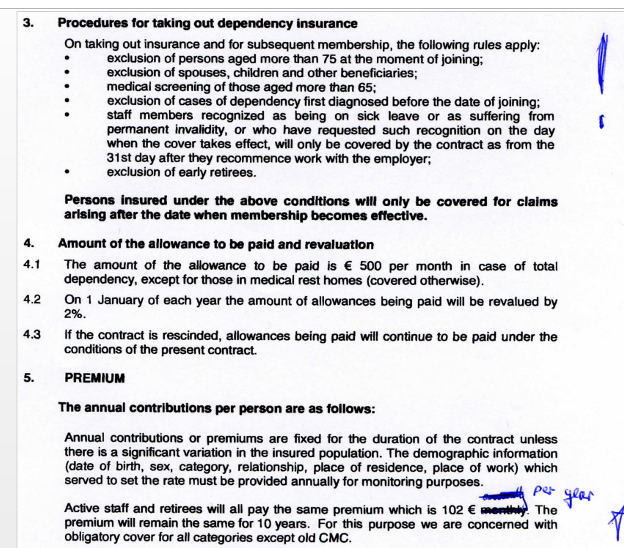 3. Procedures for taking out dependency insurance
On taking out insurance and for subsequent membership, the following rules apply:
• exclusion of persons aged more than 75 at the moment of joining;
• exclusion of spouses, children and other beneficiaries;
• medical screening of those aged more than 65;
• exclusion of cases of dependency first diagnosed before the date of joining;
• staff members recognized as being on sick leave or as suffering from
permanent invalidity, or who have requested such recognition on the day
when the cover takes effect, will only be covered by the contract as from the
31st day after they recommence work with the employer;
• exclusion of early retirees.
Persons insured under the above conditions will only be covered for claims
arising after the date when membership becomes effective.
4. Amount of the allowance to be paid and revaluation
4.1 The amount of the allowance to be paid is € 500 per month in case of total
dependency, except for those in medical rest homes (covered otherwise).
4.2 On 1 January of each year the amount of allowances being paid will be revalued by
2%.
4.3 If the contract is rescinded, allowances being paid will continue to be paid under the
conditions of the present contract.
5. PREMIUM
The annual contributions per person are as follows:
Annual contributions or premiums are fixed for the duration of the contract unless
there is a significant variation in the insured population. The demographic information
(date of birth, sex, category, relationship, place of residence, place of work) which
served to set the rate must be provided annually for monitoring purposes.
per year
Active staff and retirees will all pay the same premium which is 102 € monthly. The
premium will remain the same for 10 years. For this purpose we are concerned with
obligatory cover for all categories except old CMC.